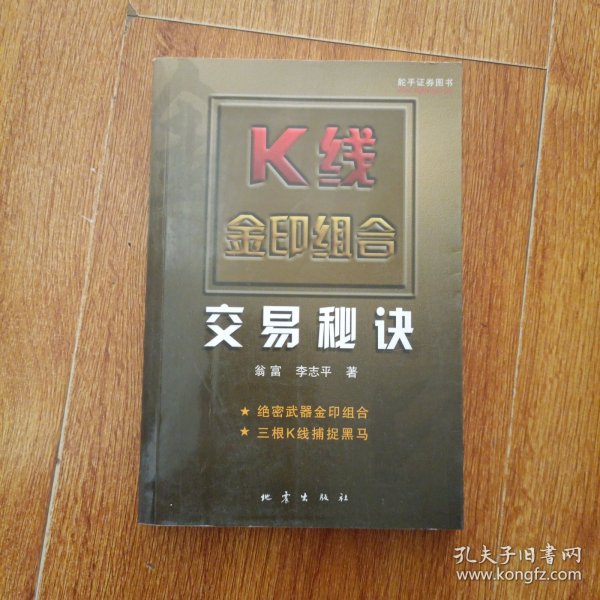 舵手证券图书
K线
金印组合
交易秘诀
翁富 李志平 著
★ 绝密武器金印组合
★ 三根K线捕捉黑马
地震出版社
孔夫子旧书网
www.kongfz.com